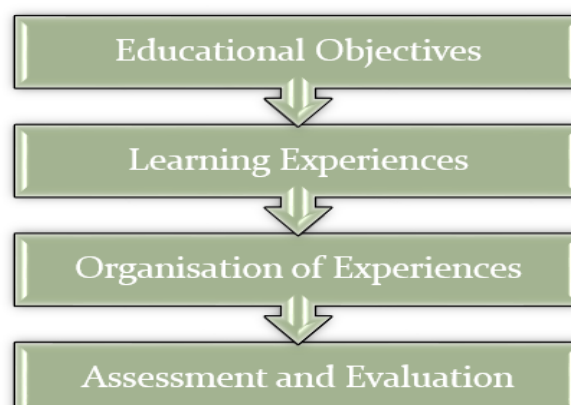 Educational Objectives
Learning Experiences
Organisation of Experiences
Assessment and Evaluation